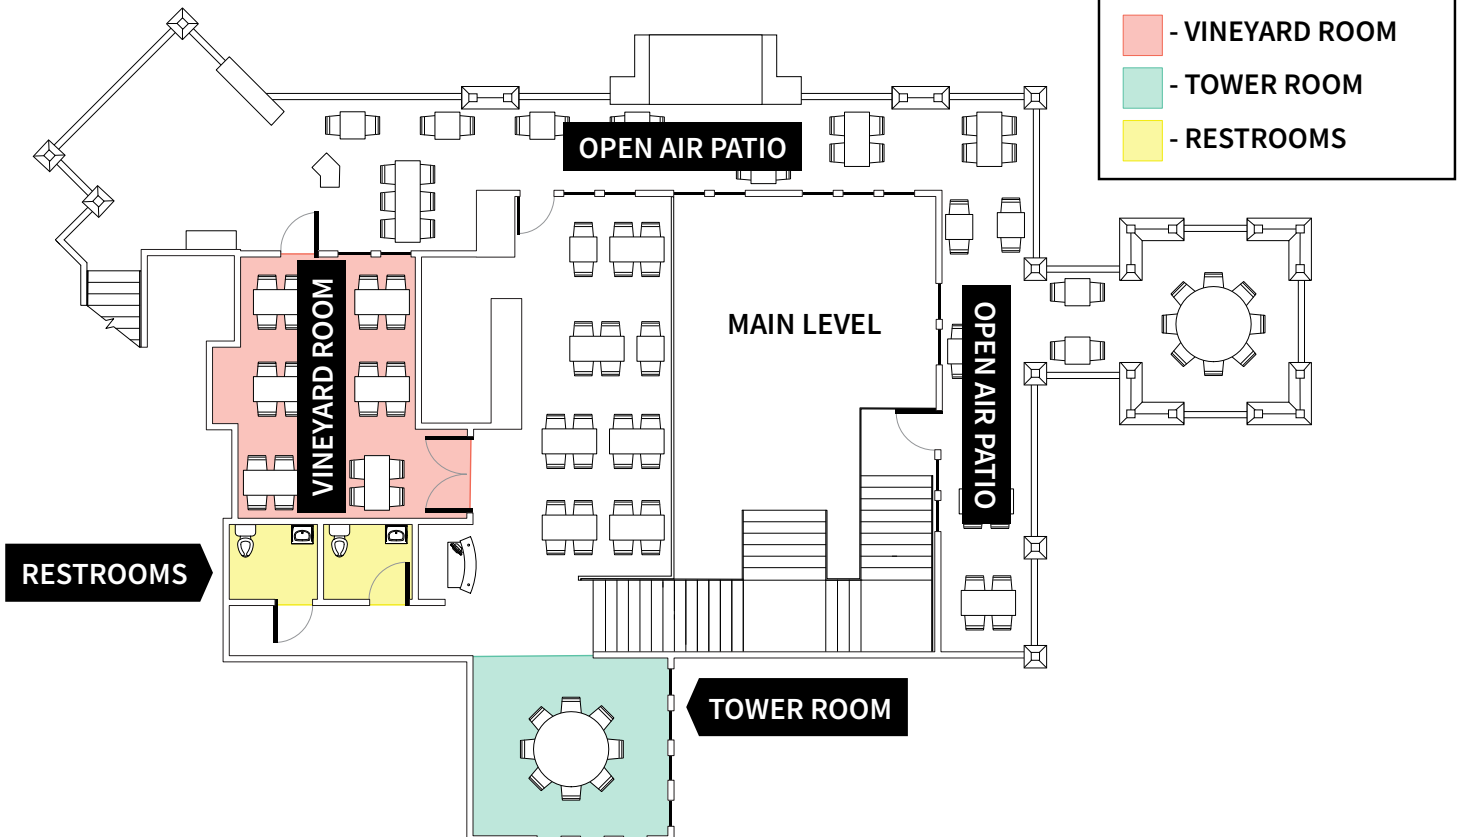 - VINEYARD ROOM
- TOWER ROOM
- RESTROOMS
OPEN AIR PATIO
VINEYARD ROOM
MAIN LEVEL
OPEN AIR PATIO
RESTROOMS
TOWER ROOM